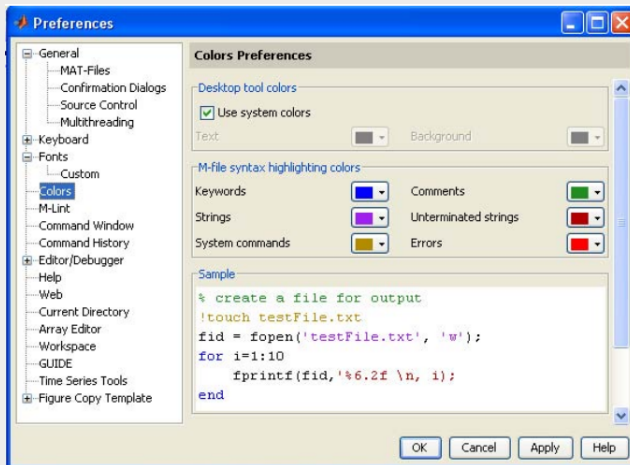 Preferences
General
MAT-Files
Confirmation Dialogs
Source Control
Multithreading
Keyboard
Fonts
Custom
Colors
M-Lint
Command Window
Command History
Editor/Debugger
Help
Web
Current Directory
Array Editor
Workspace
GUIDE
Time Series Tools
Figure Copy Template
Colors Preferences
Desktop tool colors
Use system colors
Text Background
M-file syntax highlighting colors
Keywords Comments
Strings Unterminated strings
System commands Errors
Sample
% create a file for output
!touch testFile.txt
fid = fopen('testFile.txt', 'w');
for i=1:10
fprintf(fid,'%6.2f \n, i);
end
OK Cancel Apply Help